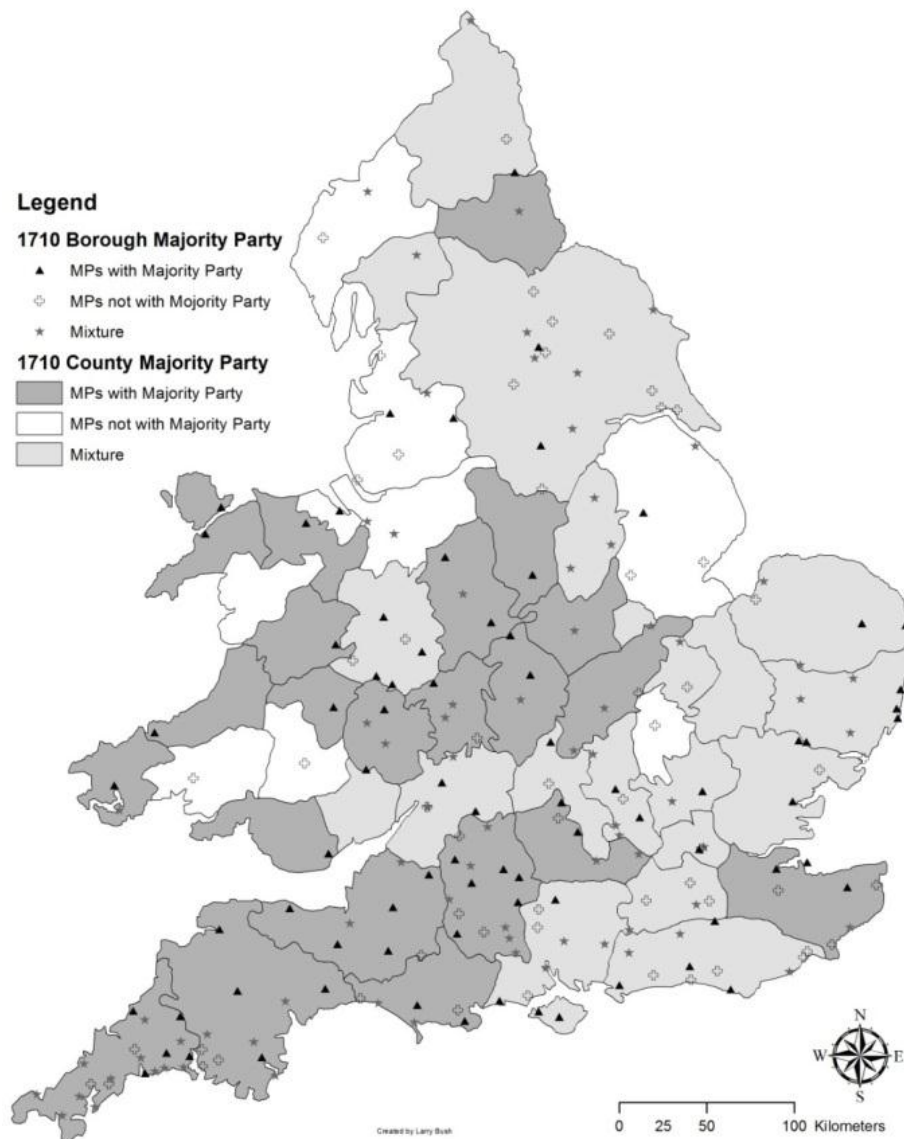 Legend
1710 Borough Majority Party
MPs with Majority Party
MPs not with Mojority Party
Mixture
1710 County Majority Party
MPs with Majority Party
MPs not with Majority Party
Mixture
N
W E
S
0 25 50 100 Kilometers
Created by Larry Bush